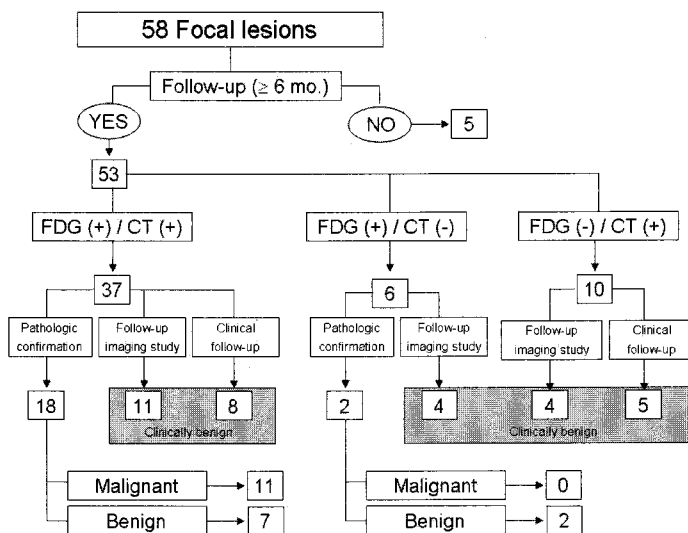 58 Focal lesions
Follow-up (≥ 6 mo.)
YES
NO
5
53
FDG (+) / CT (+)
FDG (+) / CT (-)
FDG (-) / CT (+)
37
6
10
Pathologic
confirmation
Follow-up
imaging study
Clinical
follow-up
Pathologic
confirmation
Follow-up
imaging study
Follow-up
imaging study
Clinical
follow-up
18
11
8
2
4
4
5
Clinically benign
Clinically benign
Malignant
11
Malignant
0
Benign
7
Benign
2